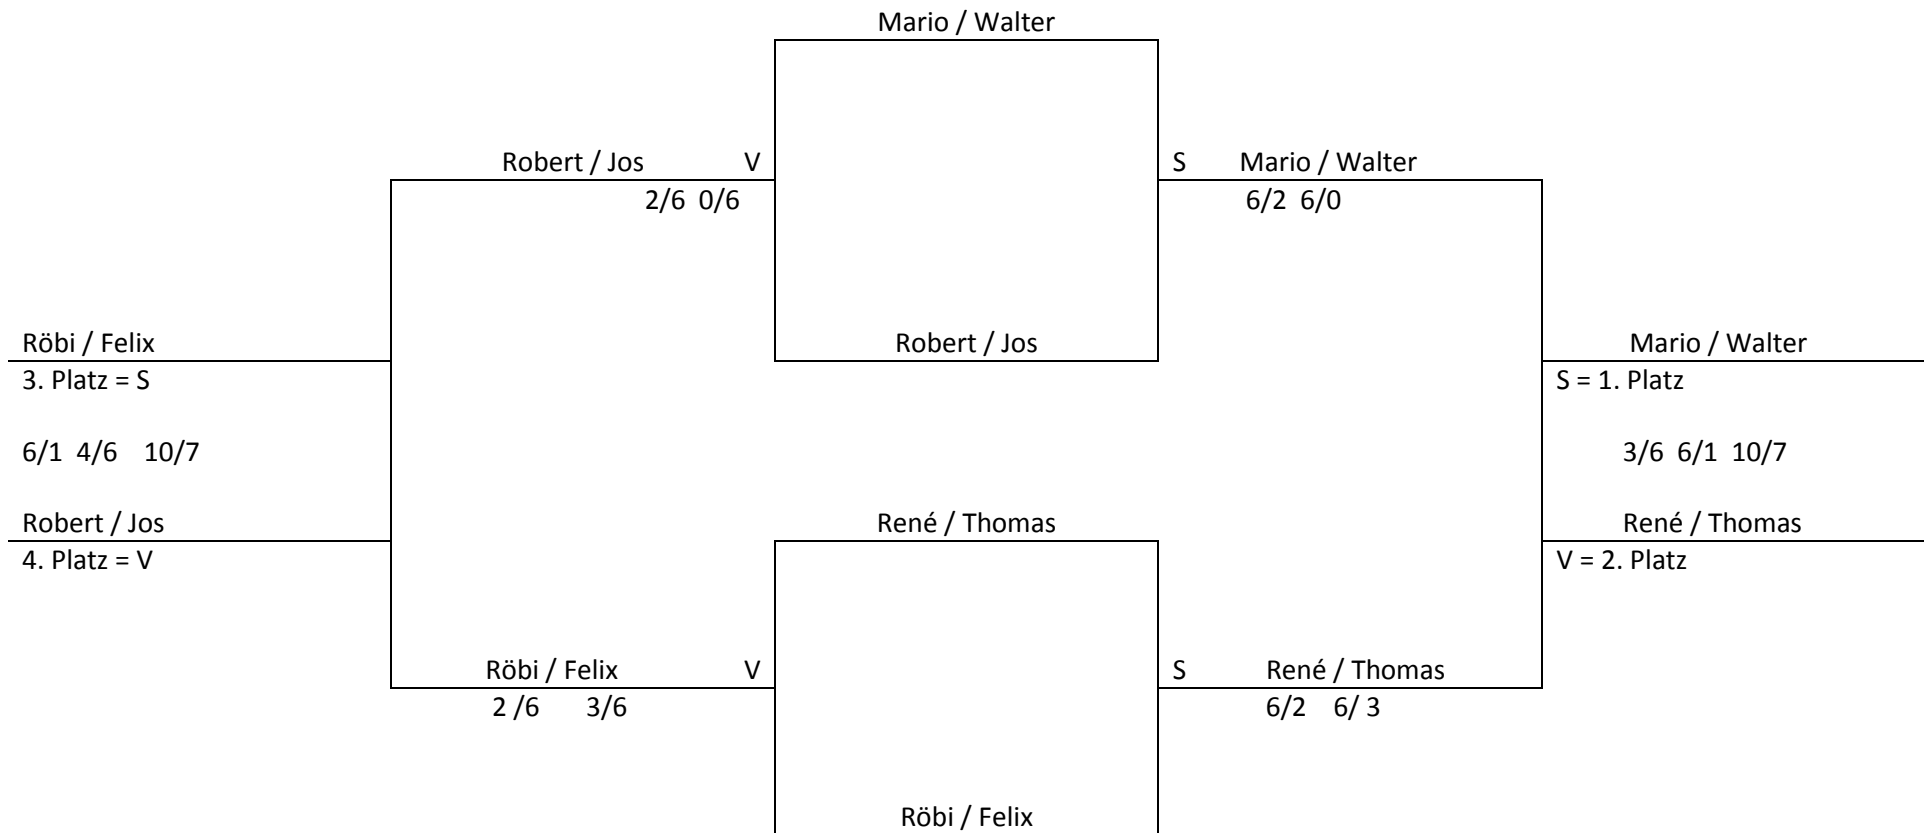 Mario / Walter
Robert / Jos V S Mario / Walter
2/6 0/6 6/2 6/0
Röbi / Felix Robert / Jos Mario / Walter
3. Platz = S S = 1. Platz
6/1 4/6 10/7 3/6 6/1 10/7
Robert / Jos René / Thomas René / Thomas
4. Platz = V V = 2. Platz
Röbi / Felix V S René / Thomas
2 /6 3/6 6/2 6/ 3
Röbi / Felix